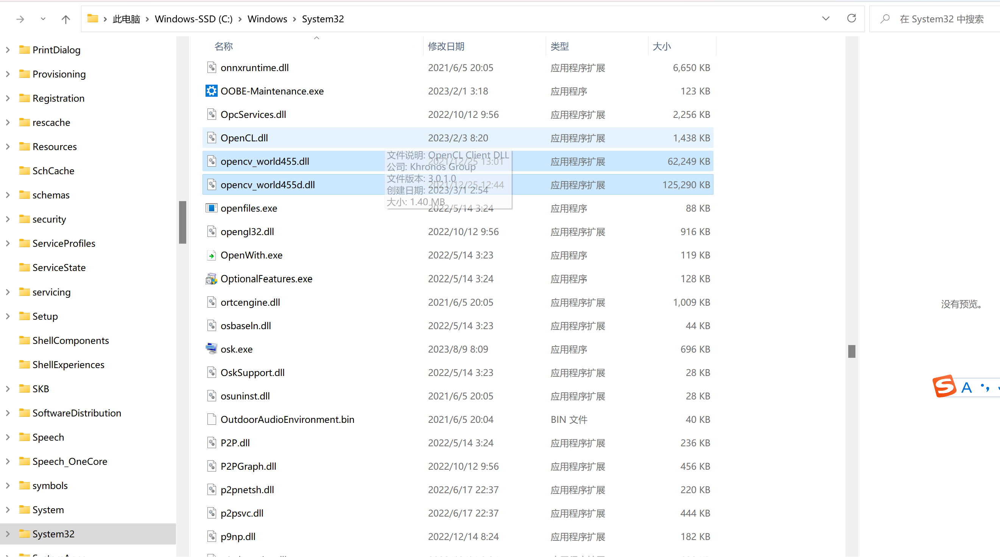 此电脑 > Windows-SSD (C:) > Windows > System32
在 System32 中搜索
PrintDialog
Provisioning
Registration
rescache
Resources
SchCache
schemas
security
ServiceProfiles
ServiceState
servicing
Setup
ShellComponents
ShellExperiences
SKB
SoftwareDistribution
Speech
Speech_OneCore
symbols
System
System32
名称 修改日期 类型 大小
onnxruntime.dll 2021/6/5 20:05 应用程序扩展 6,650 KB
OOBE-Maintenance.exe 2023/2/1 3:18 应用程序 123 KB
OpcServices.dll 2022/10/12 9:56 应用程序扩展 2,256 KB
OpenCL.dll 2023/2/3 8:20 应用程序扩展 1,438 KB
opencv_world455.dll 2021/12/25 13:01 应用程序扩展 62,249 KB
opencv_world455d.dll 2021/12/25 12:44 应用程序扩展 125,290 KB
文件说明: OpenCL Client DLL
公司: Khronos Group
文件版本: 3.0.1.0
创建日期: 2023/3/1 2:54
大小: 1.40 MB
openfiles.exe 2022/5/14 3:24 应用程序 88 KB
opengl32.dll 2022/10/12 9:56 应用程序扩展 916 KB
OpenWith.exe 2022/5/14 3:23 应用程序 119 KB
OptionalFeatures.exe 2022/5/14 3:24 应用程序 128 KB
ortcengine.dll 2021/6/5 20:05 应用程序扩展 1,009 KB
osbaseln.dll 2022/5/14 3:23 应用程序扩展 44 KB
osk.exe 2023/8/9 8:09 应用程序 696 KB
OskSupport.dll 2022/5/14 3:23 应用程序扩展 28 KB
osuninst.dll 2021/6/5 20:05 应用程序扩展 28 KB
OutdoorAudioEnvironment.bin 2021/6/5 20:04 BIN 文件 40 KB
P2P.dll 2022/5/14 3:24 应用程序扩展 236 KB
P2PGraph.dll 2022/10/12 9:56 应用程序扩展 456 KB
p2pnetsh.dll 2022/6/17 22:37 应用程序扩展 220 KB
p2psvc.dll 2022/6/17 22:37 应用程序扩展 444 KB
p9np.dll 2022/12/14 8:24 应用程序扩展 182 KB
没有预览。
S A